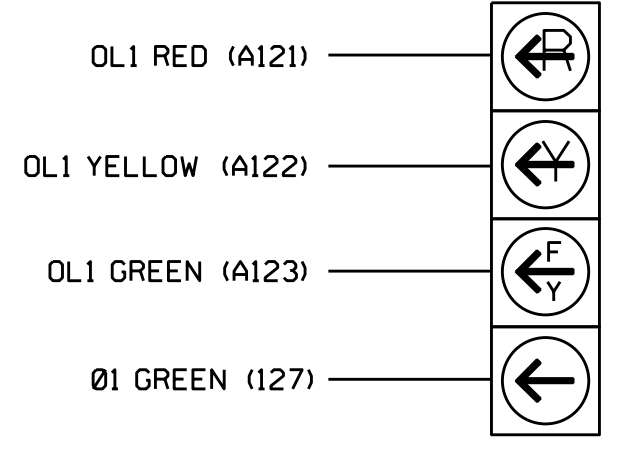 OL1 RED (A121)
R
OL1 YELLOW (A122)
Y
OL1 GREEN (A123)
F
Y
Ø1 GREEN (127)